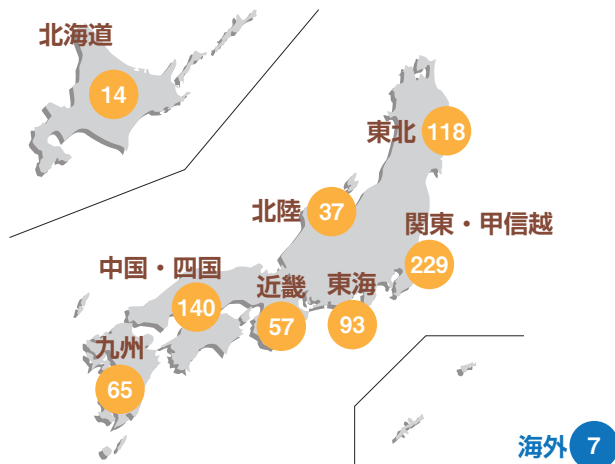 北海道
14
東北 118
北陸 37
関東・甲信越
229
中国・四国
140
近畿
57
東海
93
九州
65
海外 7